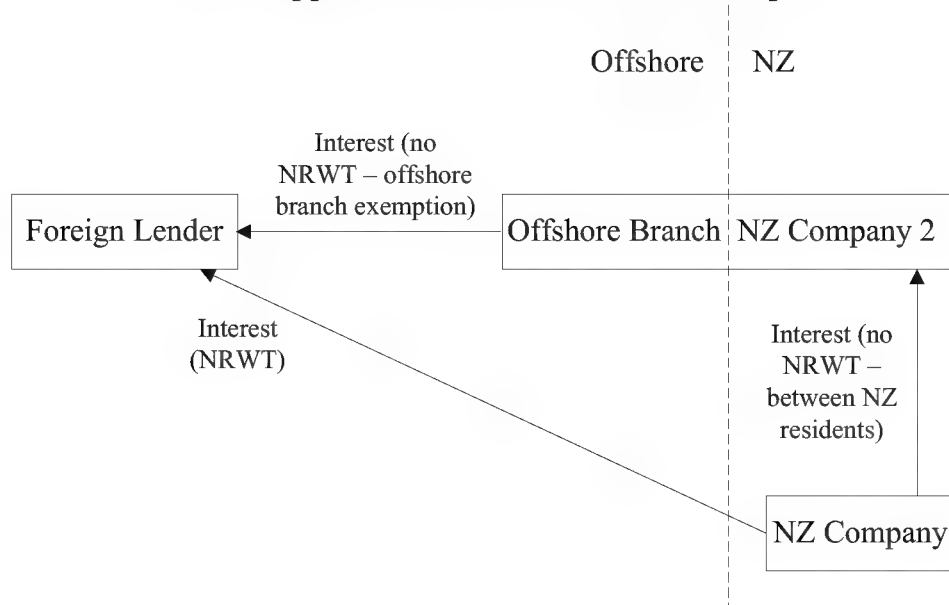 Offshore NZ
Interest (no
NRWT – offshore
branch exemption)
Foreign Lender
Offshore Branch NZ Company 2
Interest
(NRWT)
Interest (no
NRWT –
between NZ
residents)
NZ Company